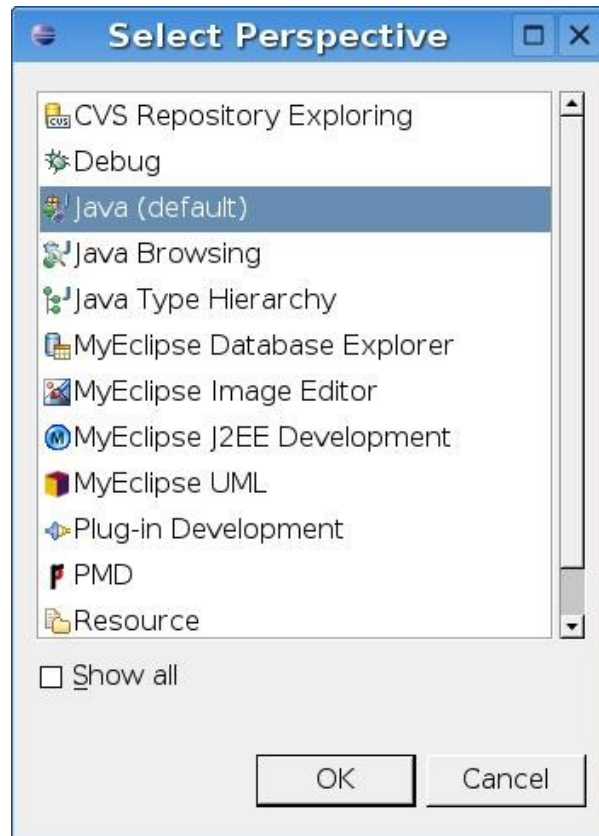 Select Perspective
CVS Repository Exploring
Debug
Java (default)
Java Browsing
Java Type Hierarchy
MyEclipse Database Explorer
MyEclipse Image Editor
MyEclipse J2EE Development
MyEclipse UML
Plug-in Development
PMD
Resource
Show all
OK Cancel